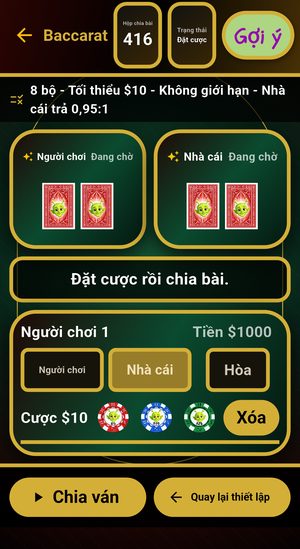 Baccarat
Hộp chia bài
416
Trạng thái
Đặt cược
Gợi ý
8 bộ - Tối thiểu $10 - Không giới hạn - Nhà
cái trả 0,95:1
Người chơi Đang chờ
Nhà cái Đang chờ
Đặt cược rồi chia bài.
Người chơi 1 Tiền $1000
Người chơi
Nhà cái
Hòa
Cược $10
Xóa
Chia ván
Quay lại thiết lập